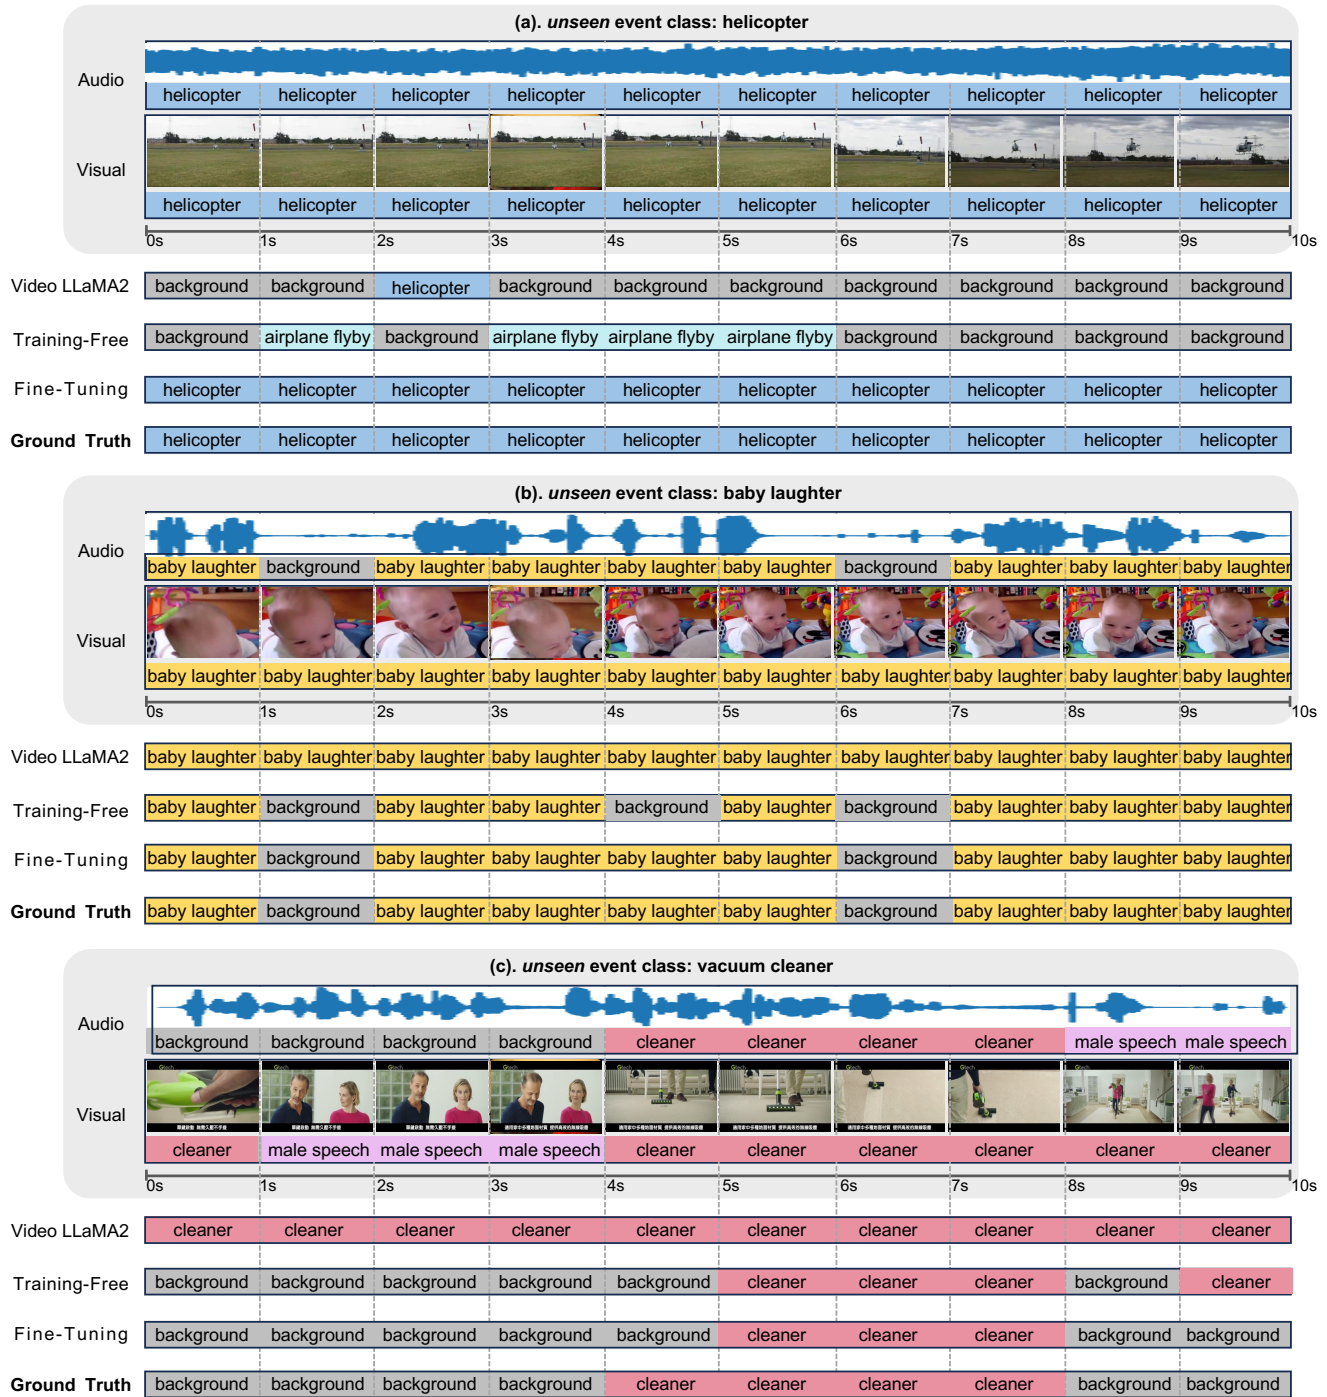 (a). unseen event class: helicopter
Audio
helicopter helicopter helicopter helicopter helicopter helicopter helicopter helicopter helicopter helicopter
Visual
helicopter helicopter helicopter helicopter helicopter helicopter helicopter helicopter helicopter helicopter
0s 1s 2s 3s 4s 5s 6s 7s 8s 9s 10s
Video LLaMA2 background background helicopter background background background background background background background
Training-Free background airplane flyby background airplane flyby airplane flyby airplane flyby background background background background
Fine-Tuning helicopter helicopter helicopter helicopter helicopter helicopter helicopter helicopter helicopter helicopter
Ground Truth helicopter helicopter helicopter helicopter helicopter helicopter helicopter helicopter helicopter helicopter
(b). unseen event class: baby laughter
Audio
baby laughter background baby laughter baby laughter baby laughter baby laughter background baby laughter baby laughter baby laughter
Visual
baby laughter baby laughter baby laughter baby laughter baby laughter baby laughter baby laughter baby laughter baby laughter baby laughter
0s 1s 2s 3s 4s 5s 6s 7s 8s 9s 10s
Video LLaMA2 baby laughter baby laughter baby laughter baby laughter baby laughter baby laughter baby laughter baby laughter baby laughter baby laughter
Training-Free baby laughter background baby laughter baby laughter background baby laughter background baby laughter baby laughter baby laughter
Fine-Tuning baby laughter background baby laughter baby laughter baby laughter baby laughter background baby laughter baby laughter baby laughter
Ground Truth baby laughter background baby laughter baby laughter baby laughter baby laughter background baby laughter baby laughter baby laughter
(c). unseen event class: vacuum cleaner
Audio
background background background background cleaner cleaner cleaner cleaner male speech male speech
Gtech Gtech Gtech Gtech Gtech Gtech Gtech Gtech Gtech Gtech
Visual
cleaner male speech male speech male speech cleaner cleaner cleaner cleaner cleaner cleaner
0s 1s 2s 3s 4s 5s 6s 7s 8s 9s 10s
Video LLaMA2 cleaner cleaner cleaner cleaner cleaner cleaner cleaner cleaner cleaner cleaner
Training-Free background background background background background cleaner cleaner cleaner background cleaner
Fine-Tuning background background background background background cleaner cleaner cleaner background background
Ground Truth background background background background cleaner cleaner cleaner cleaner background background